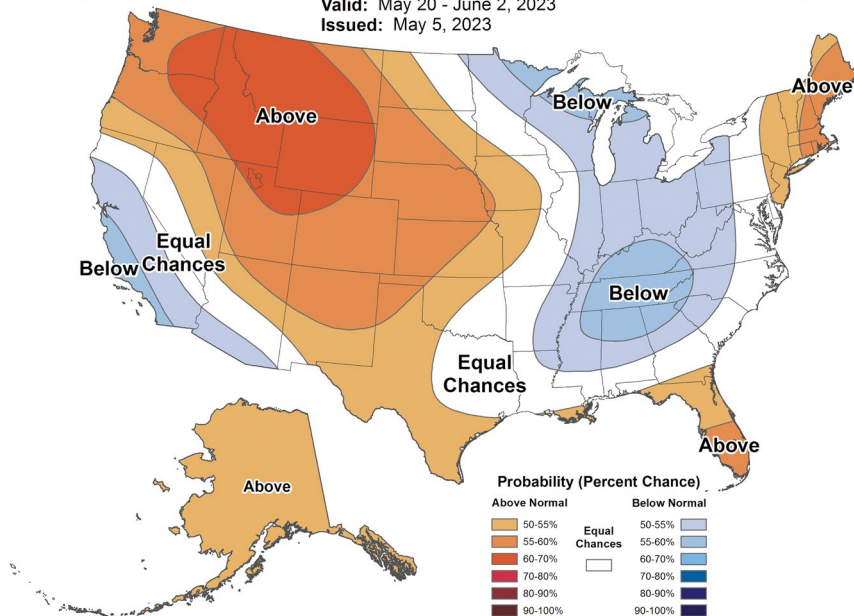 Valid: May 20 - June 2, 2023
Issued: May 5, 2023
Above
Below
Above
Equal
Chances
Below
Below
Equal
Chances
Above
Above
Probability (Percent Chance)
Above Normal
Below Normal
50-55%
55-60%
60-70%
70-80%
80-90%
90-100%
Equal
Chances
50-55%
55-60%
60-70%
70-80%
80-90%
90-100%